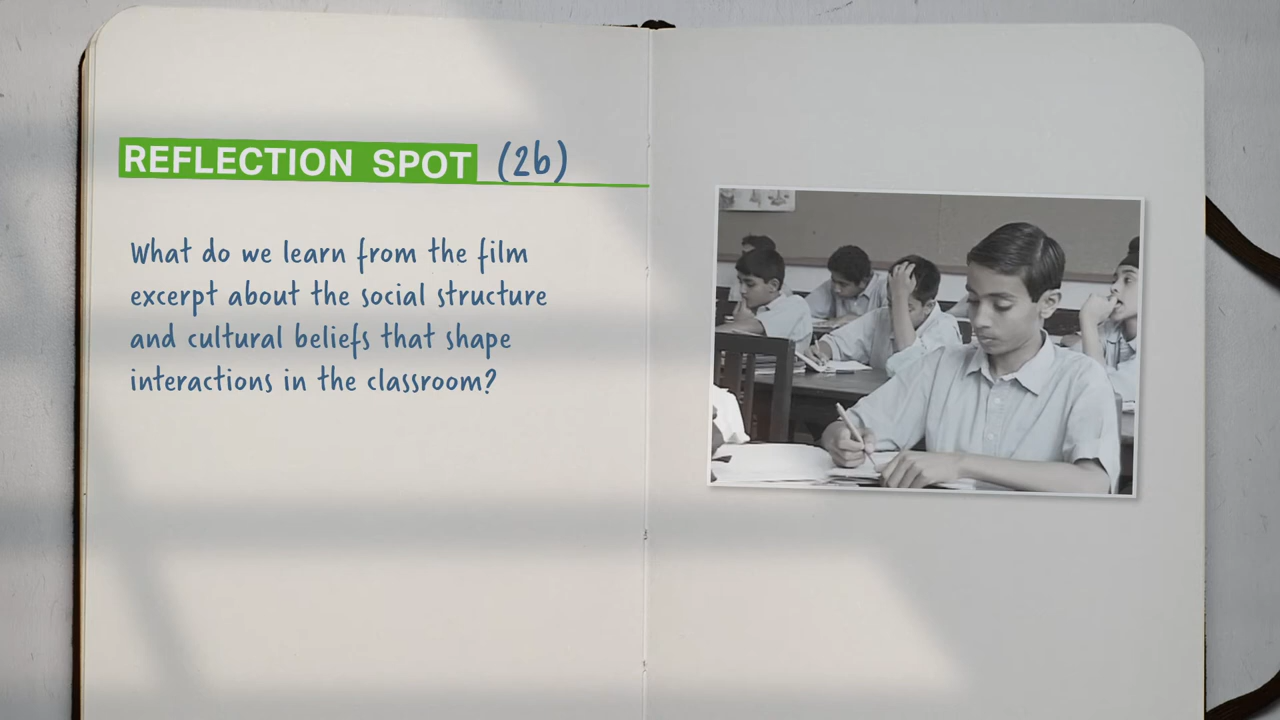 REFLECTION SPOT (2b)
What do we learn from the film
excerpt about the social structure
and cultural beliefs that shape
interactions in the classroom?